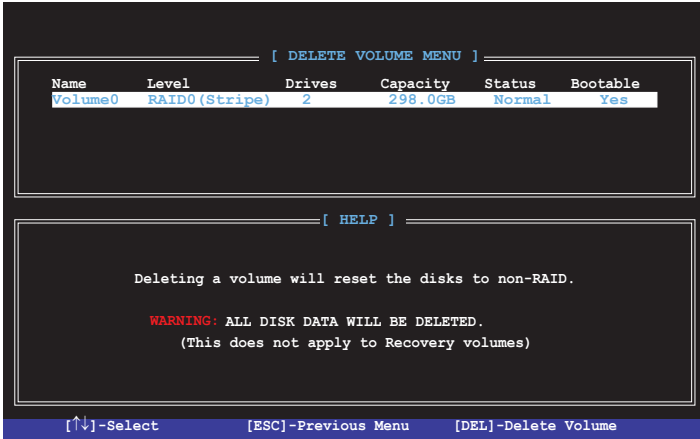 [ DELETE VOLUME MENU ]
Name Level Drives Capacity Status Bootable
Volume0 RAID0(Stripe) 2 298.0GB Normal Yes
[ HELP ]
Deleting a volume will reset the disks to non-RAID.
WARNING: ALL DISK DATA WILL BE DELETED.
(This does not apply to Recovery volumes)
[↑↓]-Select [ESC]-Previous Menu [DEL]-Delete Volume